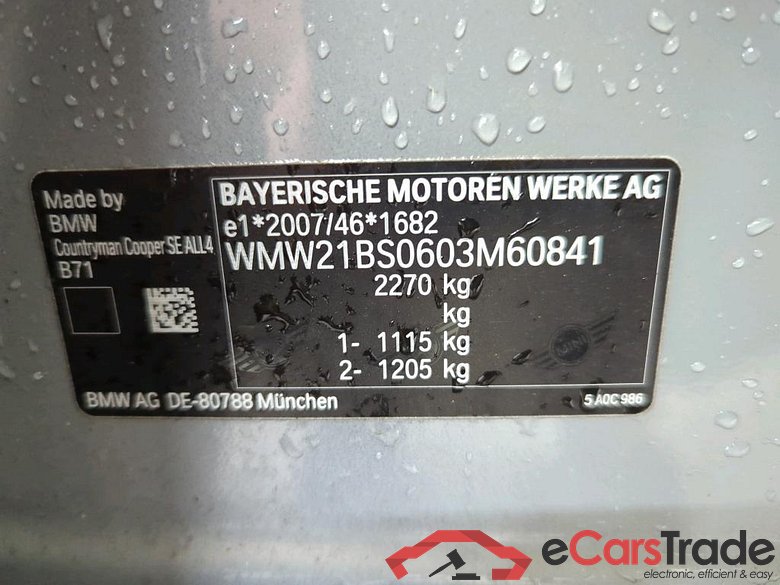 Made by
BMW
Countryman Cooper SE ALL4
B71
BAYERISCHE MOTOREN WERKE AG
e1*2007/46*1682
WMW21BS0603M60841
2270 kg
kg
1- 1115 kg
2- 1205 kg
BMW AG DE-80788 München
5 A0C 986
eCarsTrade
electronic, efficient & easy